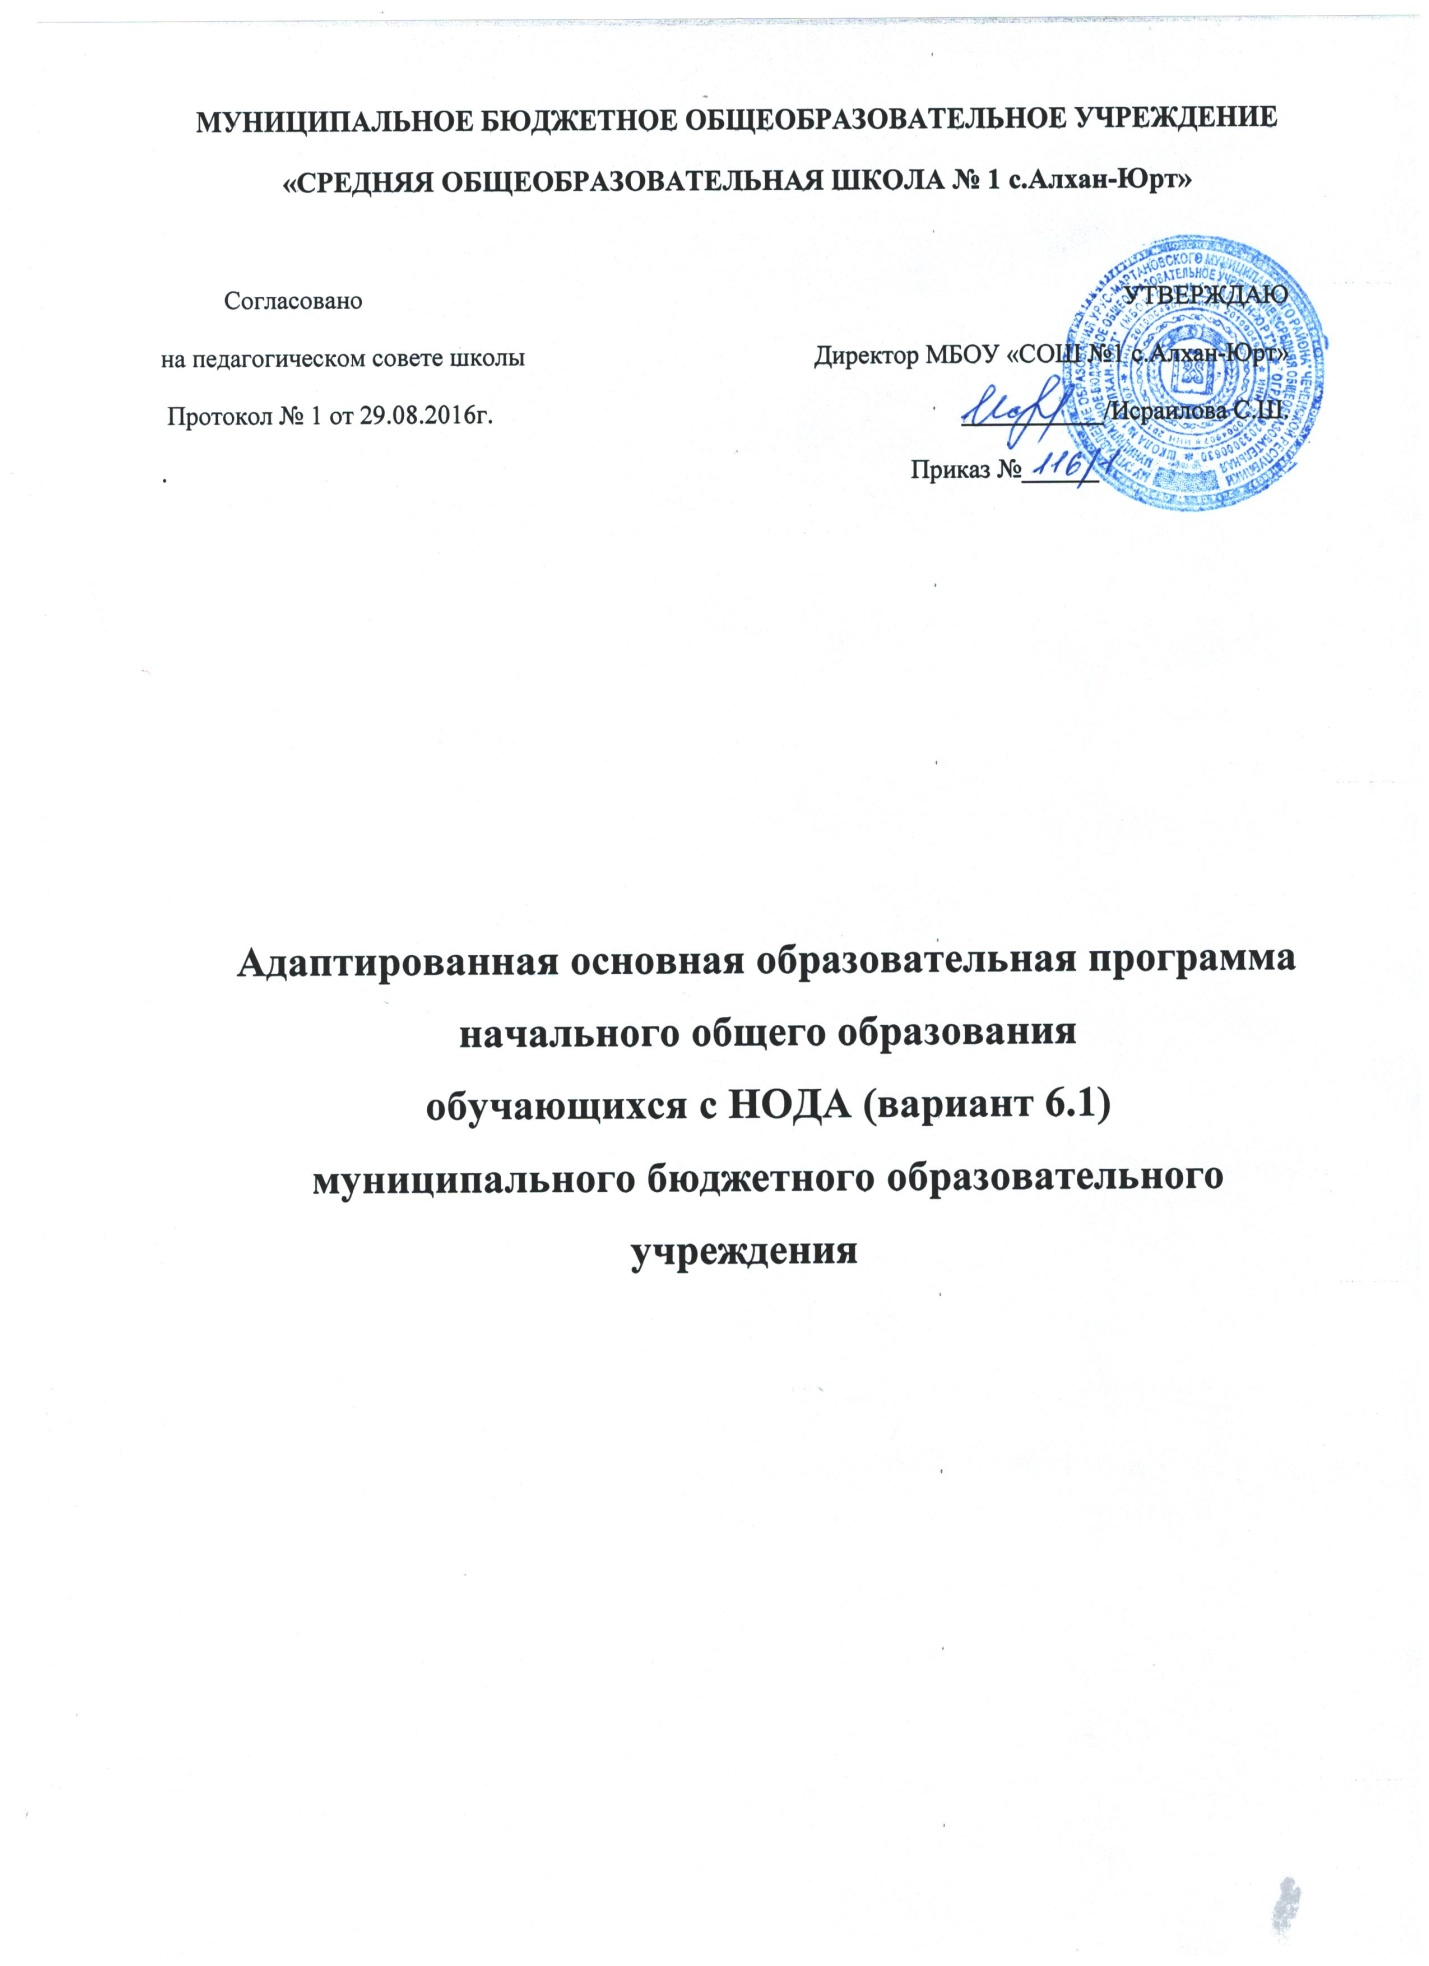 МУНИЦИПАЛЬНОЕ БЮДЖЕТНОЕ ОБЩЕОБРАЗОВАТЕЛЬНОЕ УЧРЕЖДЕНИЕ
«СРЕДНЯЯ ОБЩЕОБРАЗОВАТЕЛЬНАЯ ШКОЛА № 1 с.Алхан-Юрт»
Согласовано
УТВЕРЖДАЮ
на педагогическом совете школы
Директор МБОУ «СОШ №1 с.Алхан-Юрт»
Протокол № 1 от 29.08.2016г.
/Исраилова С.Ш.
.
Приказ № 116/1
Адаптированная основная образовательная программа
начального общего образования
обучающихся с НОДА (вариант 6.1)
муниципального бюджетного образовательного
учреждения